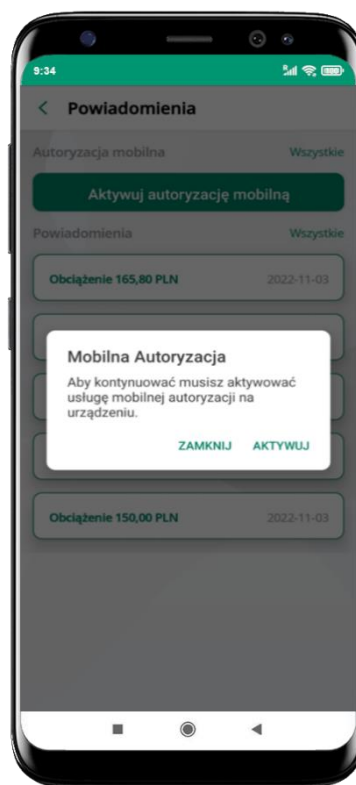 9:34
Powiadomienia
Autoryzacja mobilna Wszystkie
Aktywuj autoryzację mobilną
Powiadomienia Wszystkie
Obciążenie 165,80 PLN 2022-11-03
Mobilna Autoryzacja
Aby kontynuować musisz aktywować
usługę mobilnej autoryzacji na
urządzeniu.
ZAMKNIJ AKTYWUJ
Obciążenie 150,00 PLN 2022-11-03